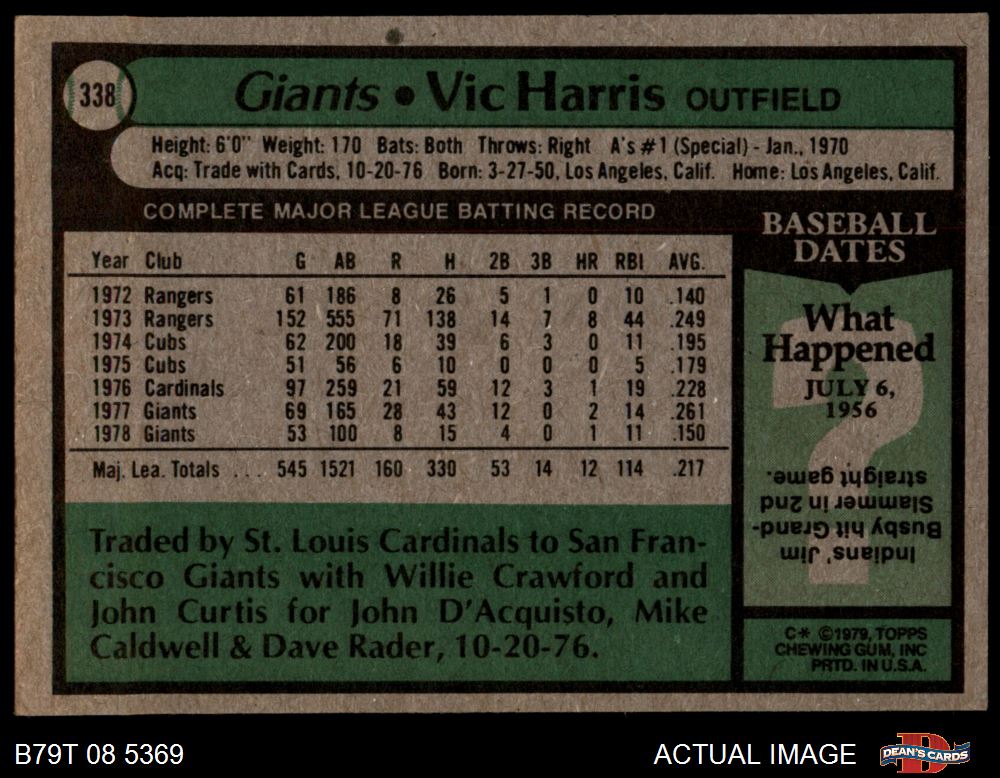 338
Giants • Vic Harris OUTFIELD
Height: 6'0" Weight: 170 Bats: Both Throws: Right A's #1 (Special) - Jan., 1970
Acq: Trade with Cards, 10-20-76 Born: 3-27-50, Los Angeles, Calif. Home: Los Angeles, Calif.
COMPLETE MAJOR LEAGUE BATTING RECORD
Year Club G AB R H 2B 3B HR RBI AVG.
1972 Rangers 61 186 8 26 5 1 0 10 .140
1973 Rangers 152 555 71 138 14 7 8 44 .249
1974 Cubs 62 200 18 39 6 3 0 11 .195
1975 Cubs 51 56 6 10 0 0 0 5 .179
1976 Cardinals 97 259 21 59 12 3 1 19 .228
1977 Giants 69 165 28 43 12 0 2 14 .261
1978 Giants 53 100 8 15 4 0 1 11 .150
Maj. Lea. Totals ... 545 1521 160 330 53 14 12 114 .217
Traded by St. Louis Cardinals to San Fran-
cisco Giants with Willie Crawford and
John Curtis for John D'Acquisto, Mike
Caldwell & Dave Rader, 10-20-76.
BASEBALL
DATES
What
Happened
JULY 6,
1956
?
Indians' Jim
Busby hit Grand-
Slammer in 2nd
straight game.
C* ©1979, TOPPS
CHEWING GUM, INC
PRTD. IN U.S.A.
B79T 08 5369
ACTUAL IMAGE
D
DEAN'S CARDS